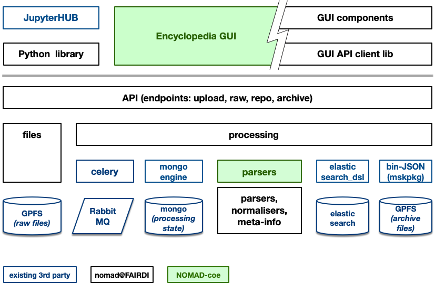 JupyterHUB
Encyclopedia GUI
GUI components
Python library
GUI API client lib
API (endpoints: upload, raw, repo, archive)
files
processing
celery
mongo
engine
parsers
elastic
search_dsl
bin-JSON
(mskpkg)
GPFS
(raw files)
Rabbit
MQ
mongo
(processing
state)
parsers,
normalisers,
meta-info
elastic
search
GPFS
(archive
files)
existing 3rd party
nomad@FAIRDI
NOMAD-coe